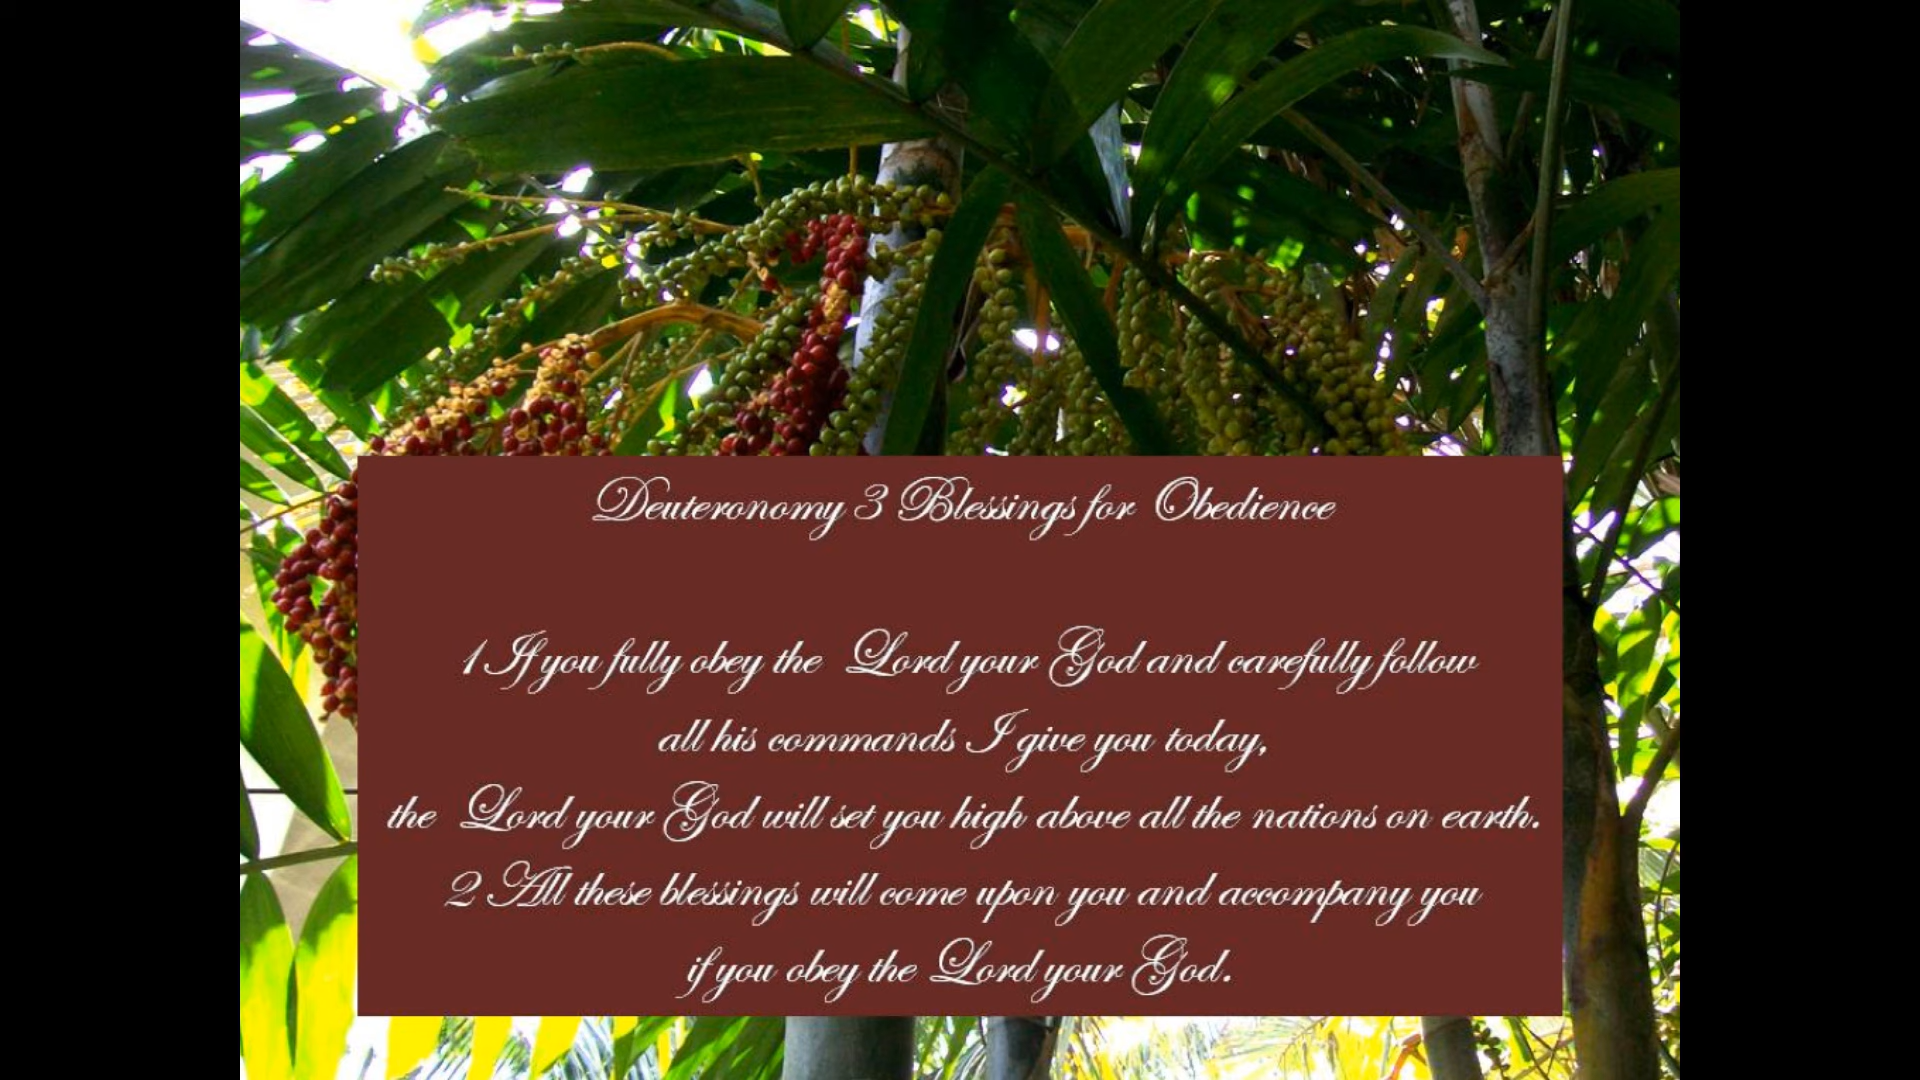 Deuteronomy 3 Blessings for Obedience
1 If you fully obey the Lord your God and carefully follow
all his commands I give you today,
the Lord your God will set you high above all the nations on earth.
2 All these blessings will come upon you and accompany you
if you obey the Lord your God.